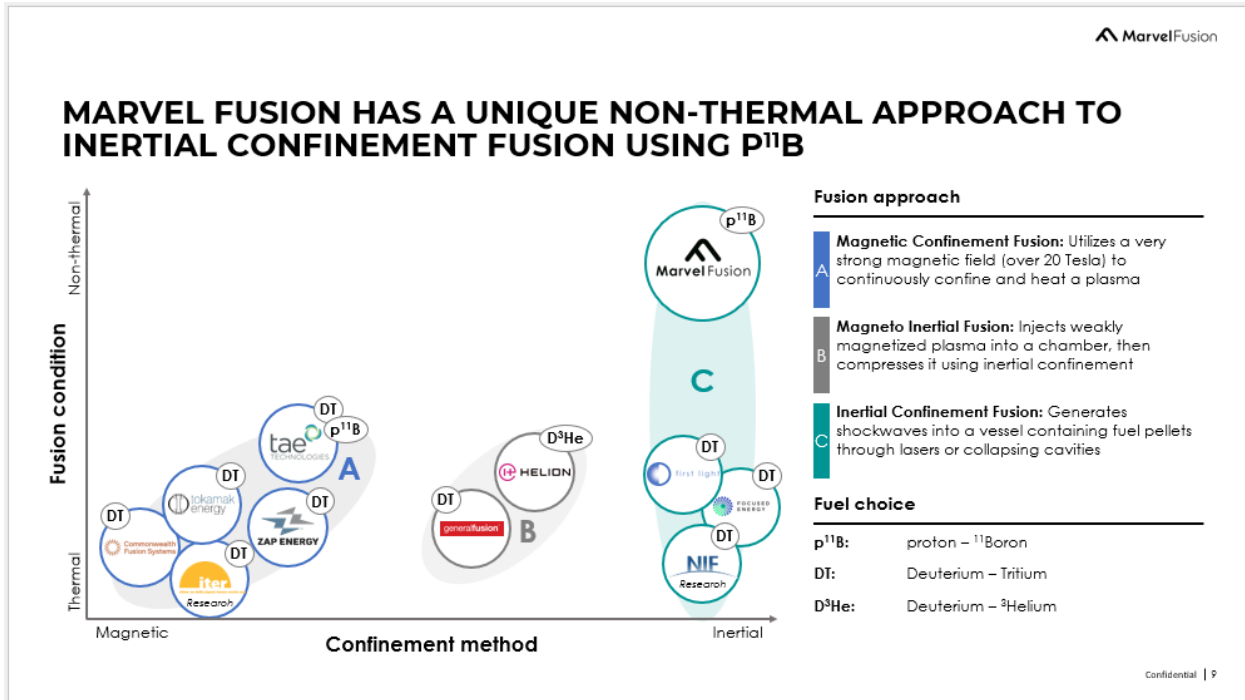 MarvelFusion
MARVEL FUSION HAS A UNIQUE NON-THERMAL APPROACH TO
INERTIAL CONFINEMENT FUSION USING P¹¹B
Fusion condition
Non-thermal
Thermal
p¹¹B
MarvelFusion
C
DT
p¹¹B
tae
TECHNOLOGIES
A
DT
tokamak
energy
DT
Commonwealth
Fusion Systems
DT
ZAP ENERGY
DT
iter
Research
D³He
HELION
DT
generalfusion
B
DT
first light
DT
FOCUSED
ENERGY
DT
NIF
Research
Magnetic
Inertial
Confinement method
Fusion approach
A
Magnetic Confinement Fusion: Utilizes a very
strong magnetic field (over 20 Tesla) to
continuously confine and heat a plasma
B
Magneto Inertial Fusion: Injects weakly
magnetized plasma into a chamber, then
compresses it using inertial confinement
C
Inertial Confinement Fusion: Generates
shockwaves into a vessel containing fuel pellets
through lasers or collapsing cavities
Fuel choice
p¹¹B: proton – ¹¹Boron
DT: Deuterium – Tritium
D³He: Deuterium – ³Helium
Confidential | 9